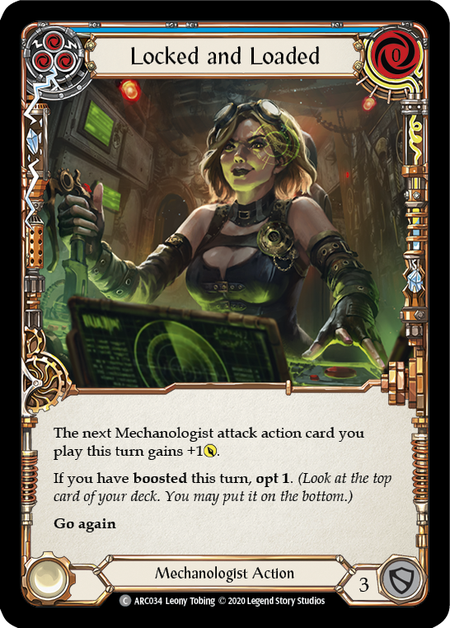 Locked and Loaded
0
The next Mechanologist attack action card you
play this turn gains +1.
If you have boosted this turn, opt 1. (Look at the top
card of your deck. You may put it on the bottom.)
Go again
Mechanologist Action
3
C ARC034 Leony Tobing © 2020 Legend Story Studios